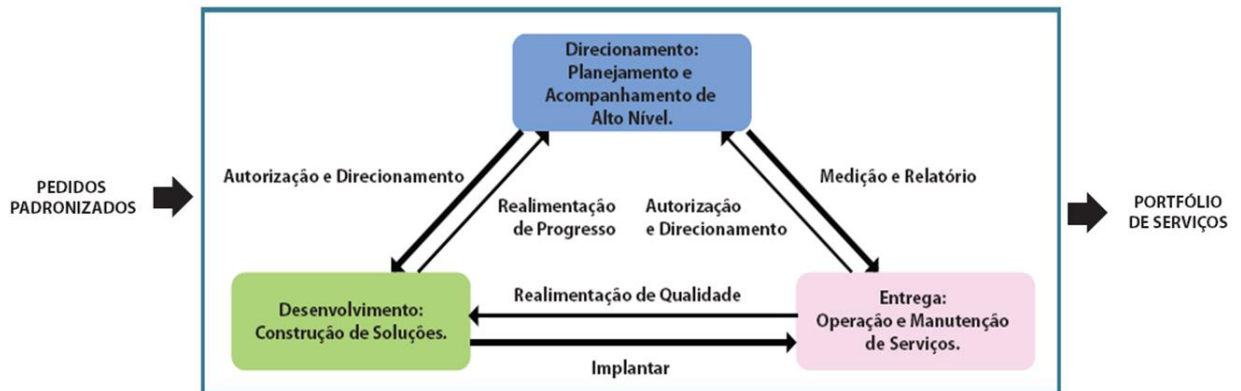 Direcionamento:
Planejamento e
Acompanhamento de
Alto Nível.
Autorização e Direcionamento
Medição e Relatório
PEDIDOS
PADRONIZADOS
PORTFÓLIO
DE SERVIÇOS
Realimentação
de Progresso
Autorização
e Direcionamento
Realimentação de Qualidade
Desenvolvimento:
Construção de Soluções.
Entrega:
Operação e Manutenção
de Serviços.
Implantar